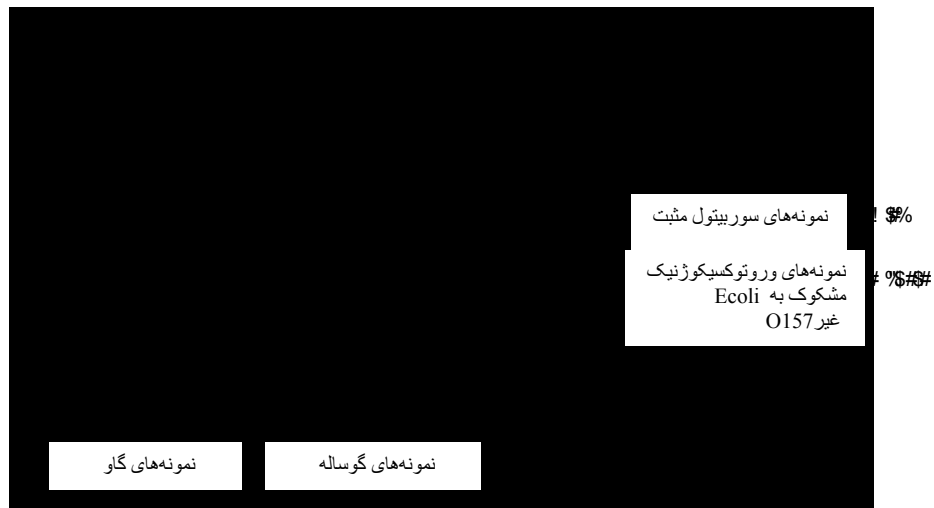 نمونه‌های سوربیتول مثبت
نمونه‌های وروتوکسیکوژنیک
مشکوک به Ecoli
غیرO157
نمونه‌های گاو
نمونه‌های گوساله